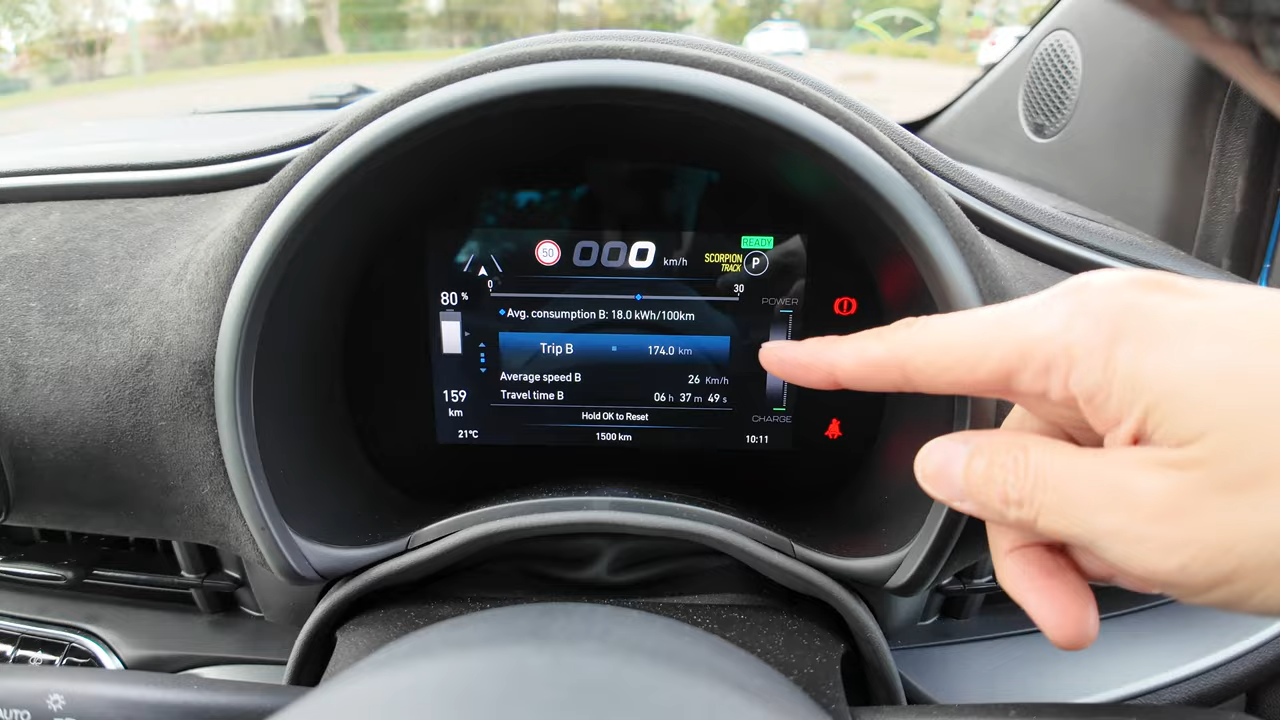 READY
50
000 km/h
SCORPION
TRACK
P
0
30
80 %
POWER
Avg. consumption B: 18.0 kWh/100km
Trip B 174.0 km
Average speed B 26 Km/h
Travel time B 06 h 37 m 49 s
159
km
Hold OK to Reset
CHARGE
21°C 1500 km 10:11
AUTO